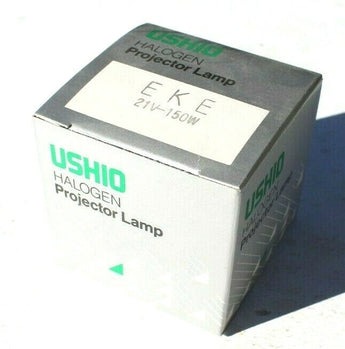 USHIO
HALOGEN
Projector Lamp
EKE
21V-150W
USHIO
HALOGEN
Projector Lamp